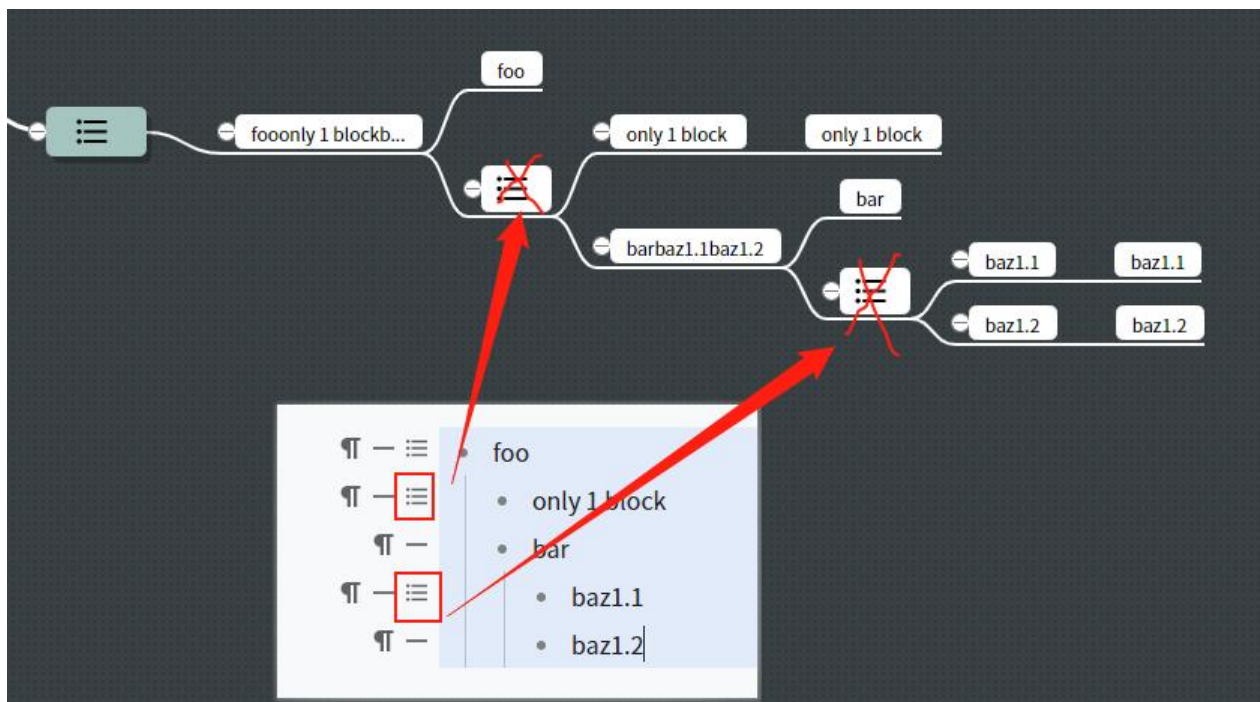 foo
fooonly 1 blockb...
only 1 block
only 1 block
bar
barbaz1.1baz1.2
baz1.1
baz1.1
baz1.2
baz1.2
¶ foo
¶ only 1 block
¶ bar
¶ baz1.1
¶ baz1.2